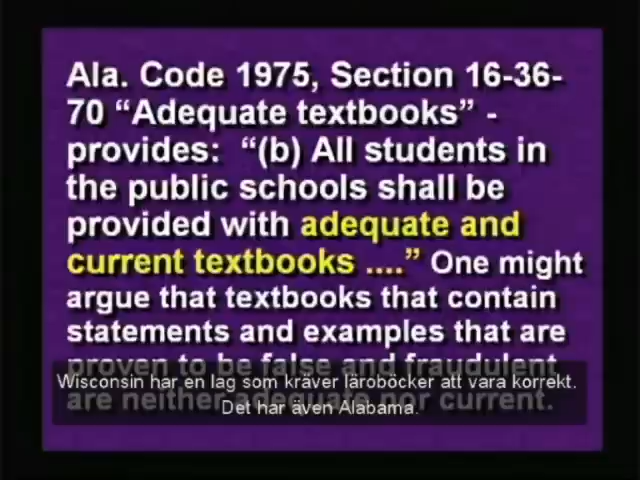 Ala. Code 1975, Section 16-36-
70 “Adequate textbooks” -
provides: “(b) All students in
the public schools shall be
provided with adequate and
current textbooks ....” One might
argue that textbooks that contain
statements and examples that are
proven to be false and fraudulent
are neither adequate nor current.
Wisconsin har en lag som kräver läroböcker att vara korrekt.
Det har även Alabama.